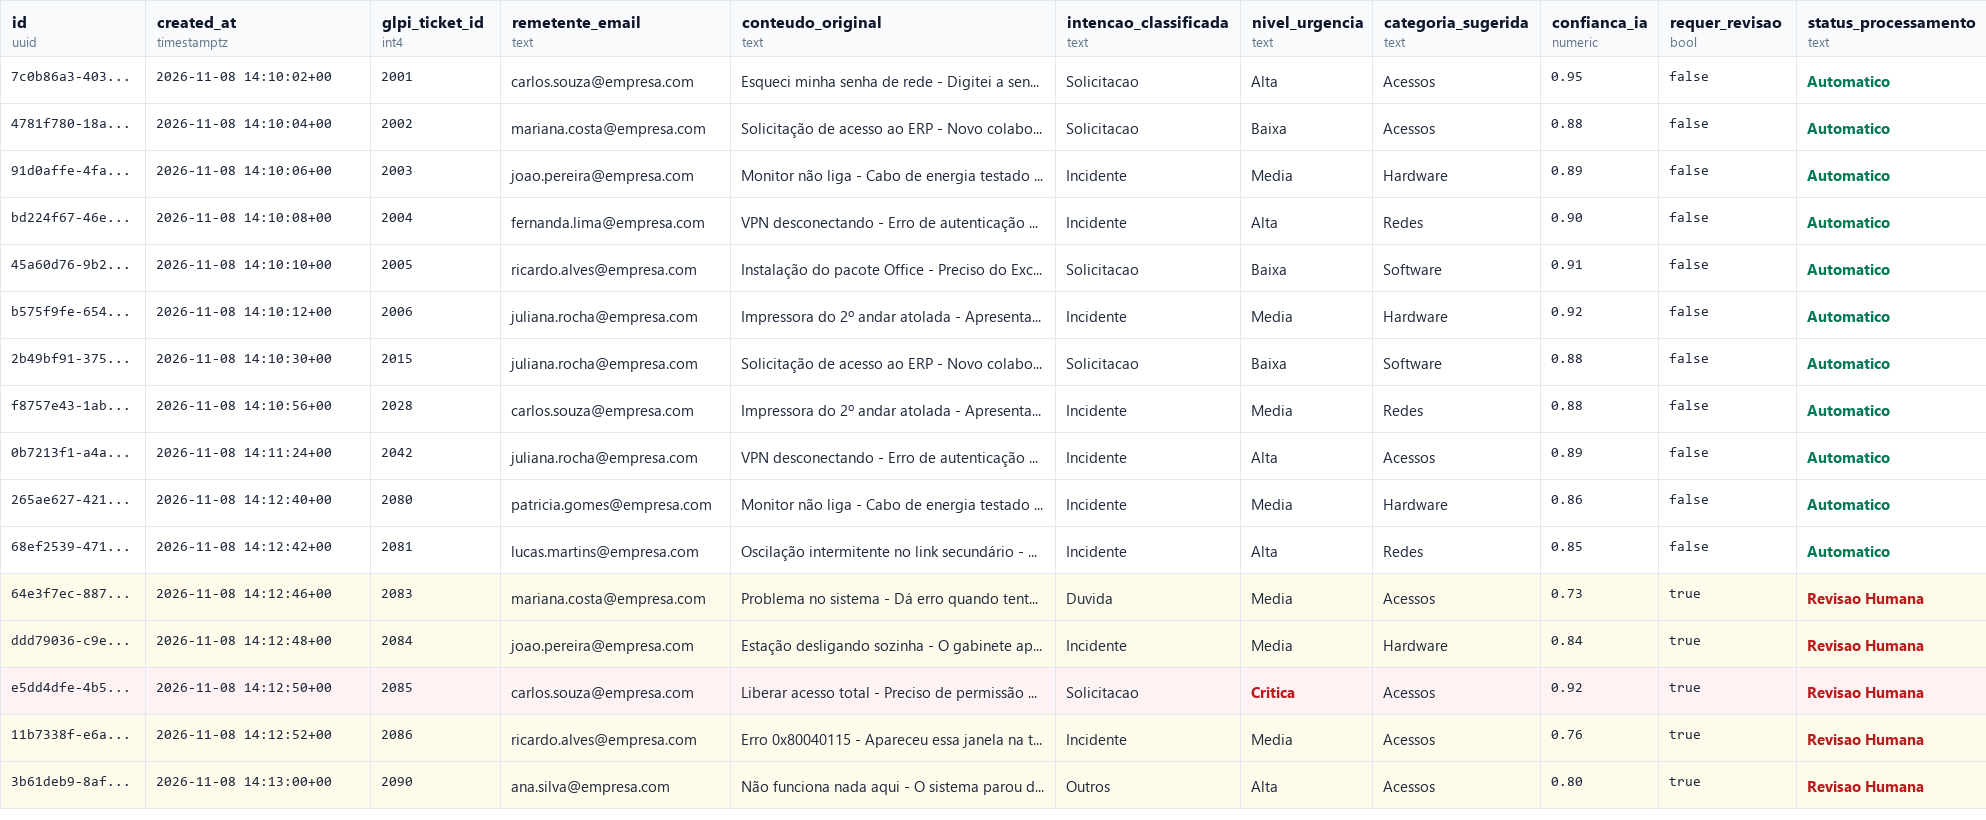 id created_at glpi_ticket_id remetente_email conteudo_original intencao_classificada nivel_urgencia categoria_sugerida confianca_ia requer_revisao status_processamento
uuid timestamptz int4 text text text text text numeric bool text
7c0b86a3-403... 2026-11-08 14:10:02+00 2001 carlos.souza@empresa.com Esqueci minha senha de rede - Digitei a sen... Solicitacao Alta Acessos 0.95 false Automatico
4781f780-18a... 2026-11-08 14:10:04+00 2002 mariana.costa@empresa.com Solicitação de acesso ao ERP - Novo colabo... Solicitacao Baixa Acessos 0.88 false Automatico
91d0affe-4fa... 2026-11-08 14:10:06+00 2003 joao.pereira@empresa.com Monitor não liga - Cabo de energia testado ... Incidente Media Hardware 0.89 false Automatico
bd224f67-46e... 2026-11-08 14:10:08+00 2004 fernanda.lima@empresa.com VPN desconectando - Erro de autenticação ... Incidente Alta Redes 0.90 false Automatico
45a60d76-9b2... 2026-11-08 14:10:10+00 2005 ricardo.alves@empresa.com Instalação do pacote Office - Preciso do Exc... Solicitacao Baixa Software 0.91 false Automatico
b575f9fe-654... 2026-11-08 14:10:12+00 2006 juliana.rocha@empresa.com Impressora do 2º andar atolada - Apresenta... Incidente Media Hardware 0.92 false Automatico
2b49bf91-375... 2026-11-08 14:10:30+00 2015 juliana.rocha@empresa.com Solicitação de acesso ao ERP - Novo colabo... Solicitacao Baixa Software 0.88 false Automatico
f8757e43-1ab... 2026-11-08 14:10:56+00 2028 carlos.souza@empresa.com Impressora do 2º andar atolada - Apresenta... Incidente Media Redes 0.88 false Automatico
0b7213f1-a4a... 2026-11-08 14:11:24+00 2042 juliana.rocha@empresa.com VPN desconectando - Erro de autenticação ... Incidente Alta Acessos 0.89 false Automatico
265ae627-421... 2026-11-08 14:12:40+00 2080 patricia.gomes@empresa.com Monitor não liga - Cabo de energia testado ... Incidente Media Hardware 0.86 false Automatico
68ef2539-471... 2026-11-08 14:12:42+00 2081 lucas.martins@empresa.com Oscilação intermitente no link secundário - ... Incidente Alta Redes 0.85 false Automatico
64e3f7ec-887... 2026-11-08 14:12:46+00 2083 mariana.costa@empresa.com Problema no sistema - Dá erro quando tent... Duvida Media Acessos 0.73 true Revisao Humana
ddd79036-c9e... 2026-11-08 14:12:48+00 2084 joao.pereira@empresa.com Estação desligando sozinha - O gabinete ap... Incidente Media Hardware 0.84 true Revisao Humana
e5dd4dfe-4b5... 2026-11-08 14:12:50+00 2085 carlos.souza@empresa.com Liberar acesso total - Preciso de permissão ... Solicitacao Critica Acessos 0.92 true Revisao Humana
11b7338f-e6a... 2026-11-08 14:12:52+00 2086 ricardo.alves@empresa.com Erro 0x80040115 - Apareceu essa janela na t... Incidente Media Acessos 0.76 true Revisao Humana
3b61deb9-8af... 2026-11-08 14:13:00+00 2090 ana.silva@empresa.com Não funciona nada aqui - O sistema parou d... Outros Alta Acessos 0.80 true Revisao Humana